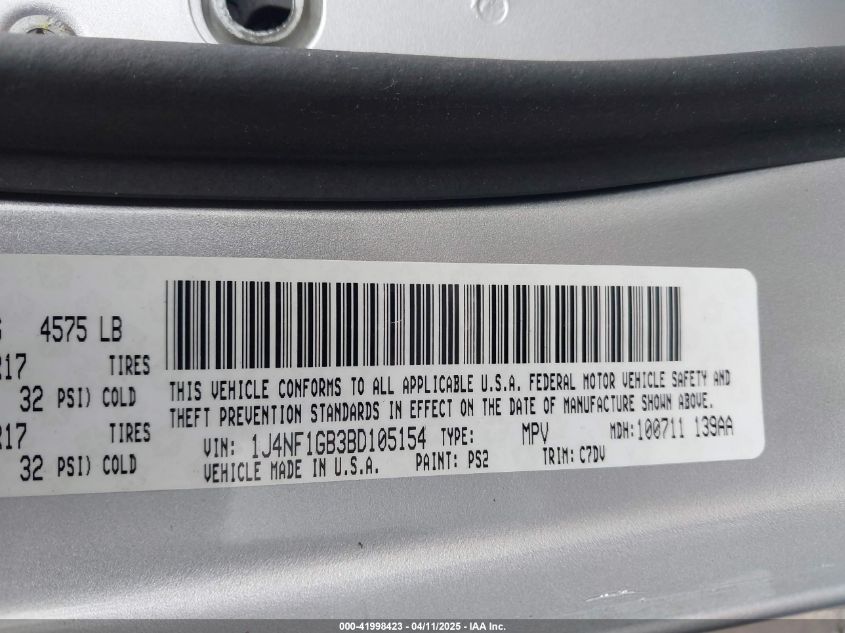 4575 LB
R17 TIRES
32 PSI) COLD
R17 TIRES
32 PSI) COLD
THIS VEHICLE CONFORMS TO ALL APPLICABLE U.S.A. FEDERAL MOTOR VEHICLE SAFETY AND
THEFT PREVENTION STANDARDS IN EFFECT ON THE DATE OF MANUFACTURE SHOWN ABOVE.
VIN: 1J4NF1GB3BD105154 TYPE: MPV MDH:100711 139AA
VEHICLE MADE IN U.S.A. PAINT: PS2 TRIM: C7DV
000-41998423 - 04/11/2025 - IAA Inc.